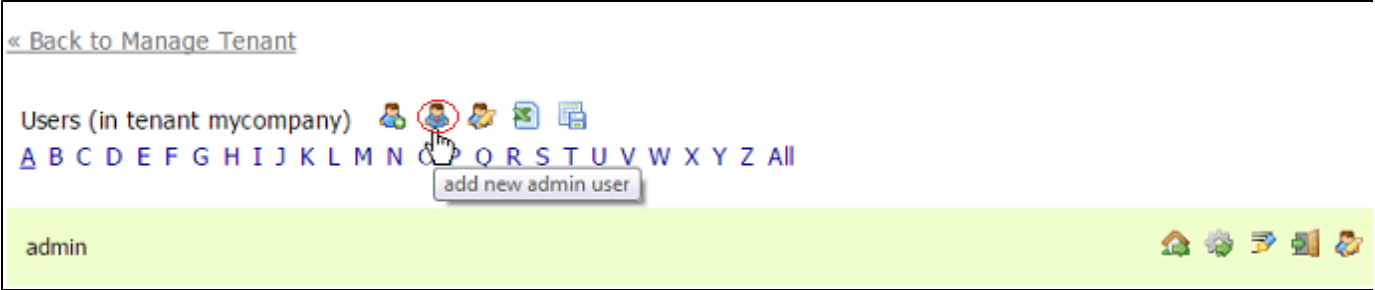 « Back to Manage Tenant
Users (in tenant mycompany)
A B C D E F G H I J K L M N O P Q R S T U V W X Y Z All
add new admin user
admin